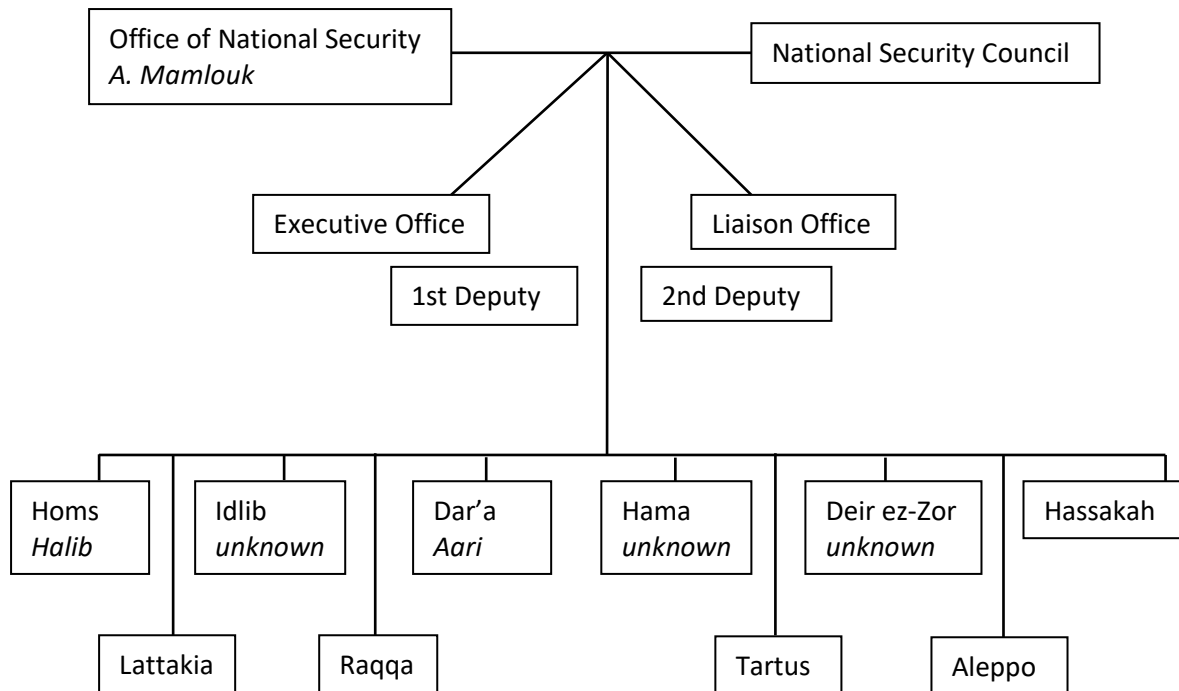 Office of National Security
A. Mamlouk
National Security Council
Executive Office
Liaison Office
1st Deputy
2nd Deputy
Homs
Halib
Idlib
unknown
Dar’a
Aari
Hama
unknown
Deir ez-Zor
unknown
Hassakah
Lattakia
Raqqa
Tartus
Aleppo